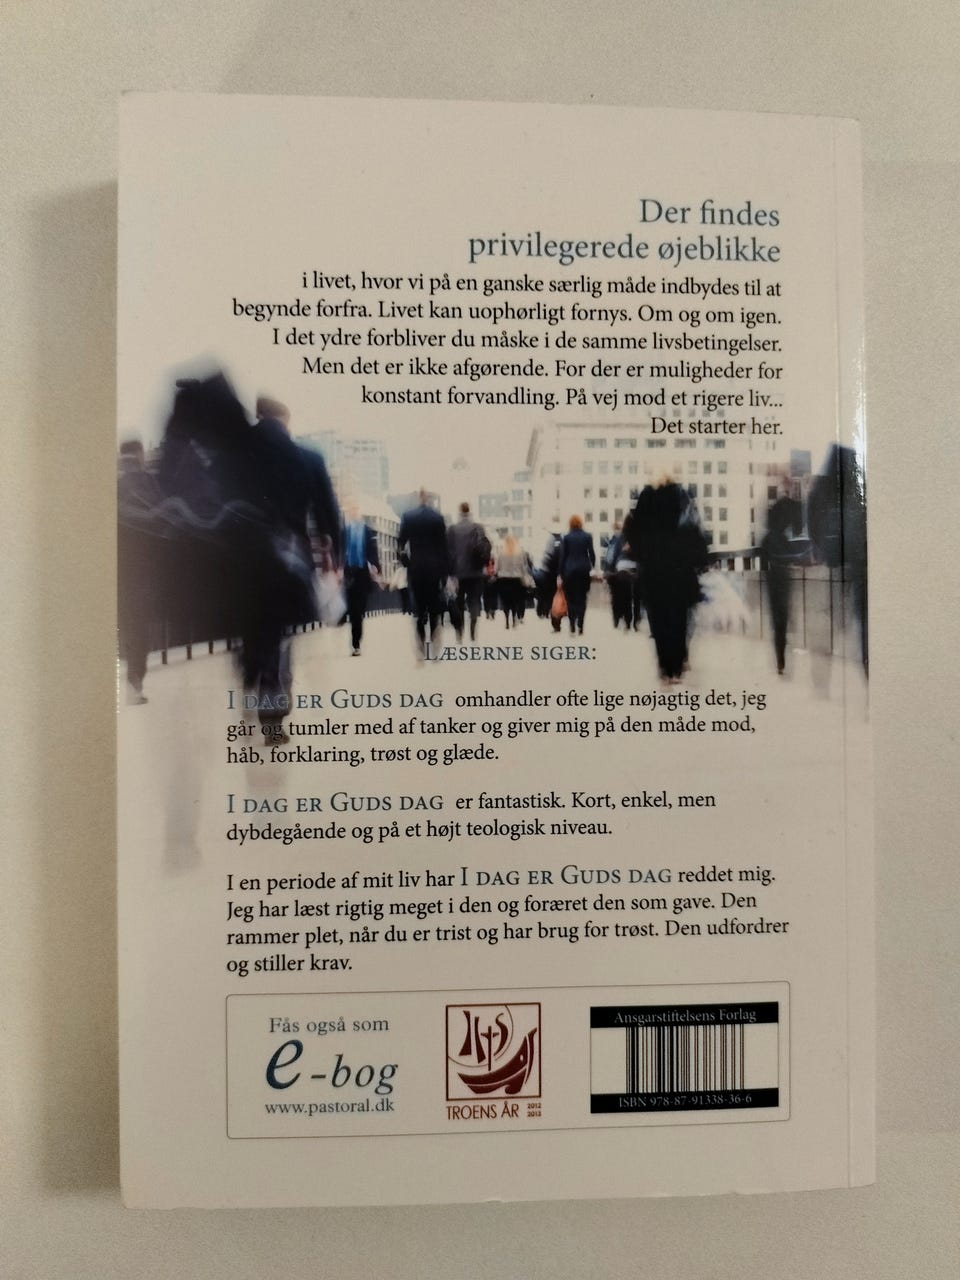 Der findes
privilegerede øjeblikke
i livet, hvor vi på en ganske særlig måde indbydes til at
begynde forfra. Livet kan uophørligt fornys. Om og om igen.
I det ydre forbliver du måske i de samme livsbetingelser.
Men det er ikke afgørende. For der er muligheder for
konstant forvandling. På vej mod et rigere liv...
Det starter her.
LÆSERNE SIGER:
I DAG ER GUDS DAG omhandler ofte lige nøjagtig det, jeg
går og tumler med af tanker og giver mig på den måde mod,
håb, forklaring, trøst og glæde.
I DAG ER GUDS DAG er fantastisk. Kort, enkel, men
dybdegående og på et højt teologisk niveau.
I en periode af mit liv har I DAG ER GUDS DAG reddet mig.
Jeg har læst rigtig meget i den og foræret den som gave. Den
rammer plet, når du er trist og har brug for trøst. Den udfordrer
og stiller krav.
Fås også som
e-bog
www.pastoral.dk
IHS
TROENS ÅR 2012 2013
Ansgarstiftelsens Forlag
ISBN 978-87-91338-36-6